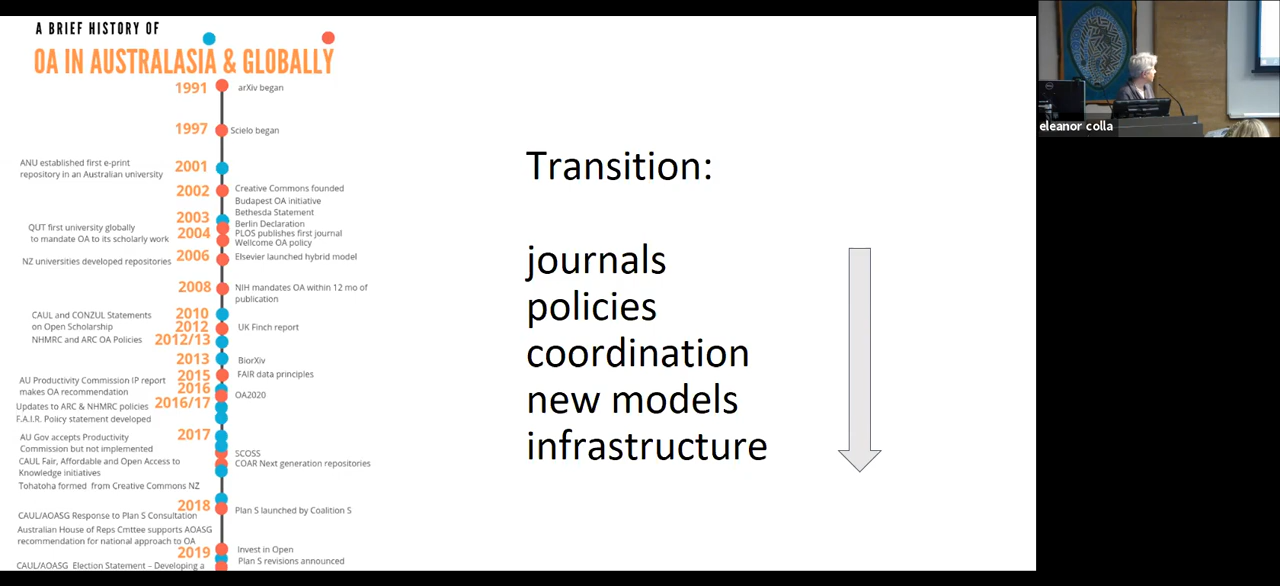 A BRIEF HISTORY OF
OA IN AUSTRALASIA & GLOBALLY
1991
arXiv began
1997
Scielo began
ANU established first e-print
repository in an Australian university
2001
2002
Creative Commons founded
Budapest OA initiative
2003
Bethesda Statement
Berlin Declaration
QUT first university globally
to mandate OA to its scholarly work
2004
PLOS publishes first journal
Wellcome OA policy
NZ universities developed repositories
2006
Elsevier launched hybrid model
2008
NIH mandates OA within 12 mo of
publication
CAUL and CONZUL Statements
on Open Scholarship
2010
2012
UK Finch report
NHMRC and ARC OA Policies
2012/13
2013
BiorXiv
2015
FAIR data principles
AU Productivity Commission IP report
makes OA recommendation
2016
OA2020
Updates to ARC & NHMRC policies
2016/17
F.A.I.R. Policy statement developed
AU Gov accepts Productivity
Commission but not implemented
2017
SCOSS
COAR Next generation repositories
CAUL Fair, Affordable and Open Access to
Knowledge initiatives
Tohatoha formed from Creative Commons NZ
2018
Plan S launched by Coalition S
CAUL/AOASG Response to Plan S Consultation
Australian House of Reps Cmttee supports AOASG
recommendation for national approach to OA
2019
Invest in Open
Plan S revisions announced
CAUL/AOASG Election Statement – Developing a
Transition:
journals
policies
coordination
new models
infrastructure
eleanor colla